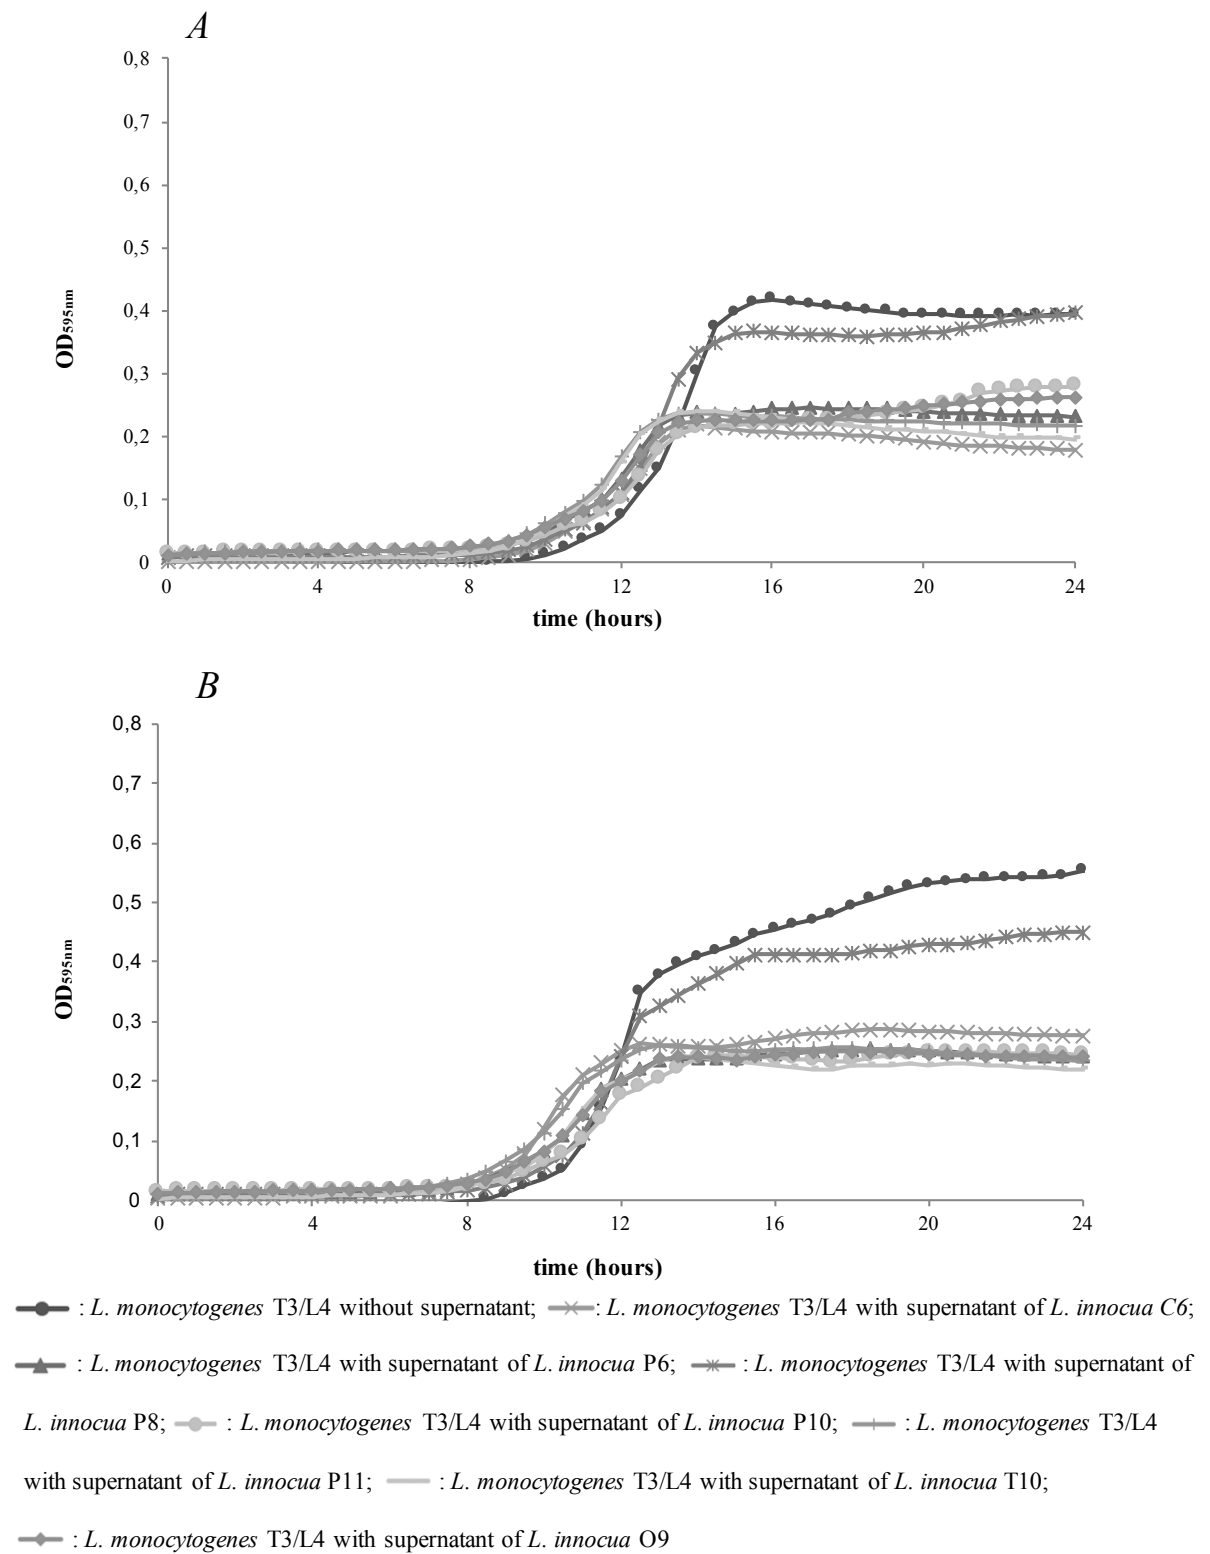 A
0,8
0,7
0,6
0,5
0,4
0,3
0,2
0,1
0
OD595nm
0 4 8 12 16 20 24
time (hours)
B
0,8
0,7
0,6
0,5
0,4
0,3
0,2
0,1
0
OD595nm
0 4 8 12 16 20 24
time (hours)
: L. monocytogenes T3/L4 without supernatant; : L. monocytogenes T3/L4 with supernatant of L. innocua C6;
: L. monocytogenes T3/L4 with supernatant of L. innocua P6; : L. monocytogenes T3/L4 with supernatant of
L. innocua P8; : L. monocytogenes T3/L4 with supernatant of L. innocua P10; : L. monocytogenes T3/L4
with supernatant of L. innocua P11; : L. monocytogenes T3/L4 with supernatant of L. innocua T10;
: L. monocytogenes T3/L4 with supernatant of L. innocua O9